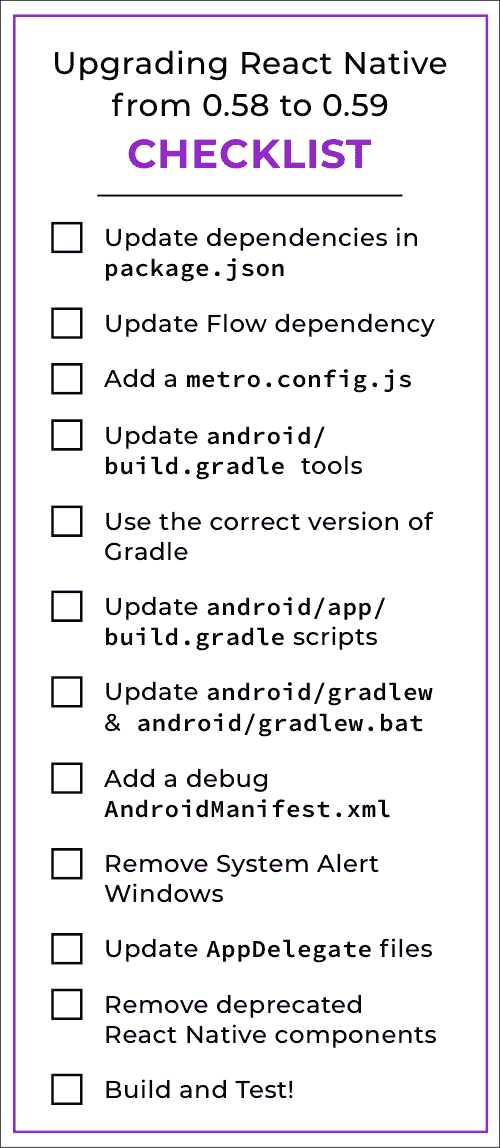 Upgrading React Native
from 0.58 to 0.59
CHECKLIST
Update dependencies in
package.json
Update Flow dependency
Add a metro.config.js
Update android/
build.gradle tools
Use the correct version of
Gradle
Update android/app/
build.gradle scripts
Update android/gradlew
& android/gradlew.bat
Add a debug
AndroidManifest.xml
Remove System Alert
Windows
Update AppDelegate files
Remove deprecated
React Native components
Build and Test!